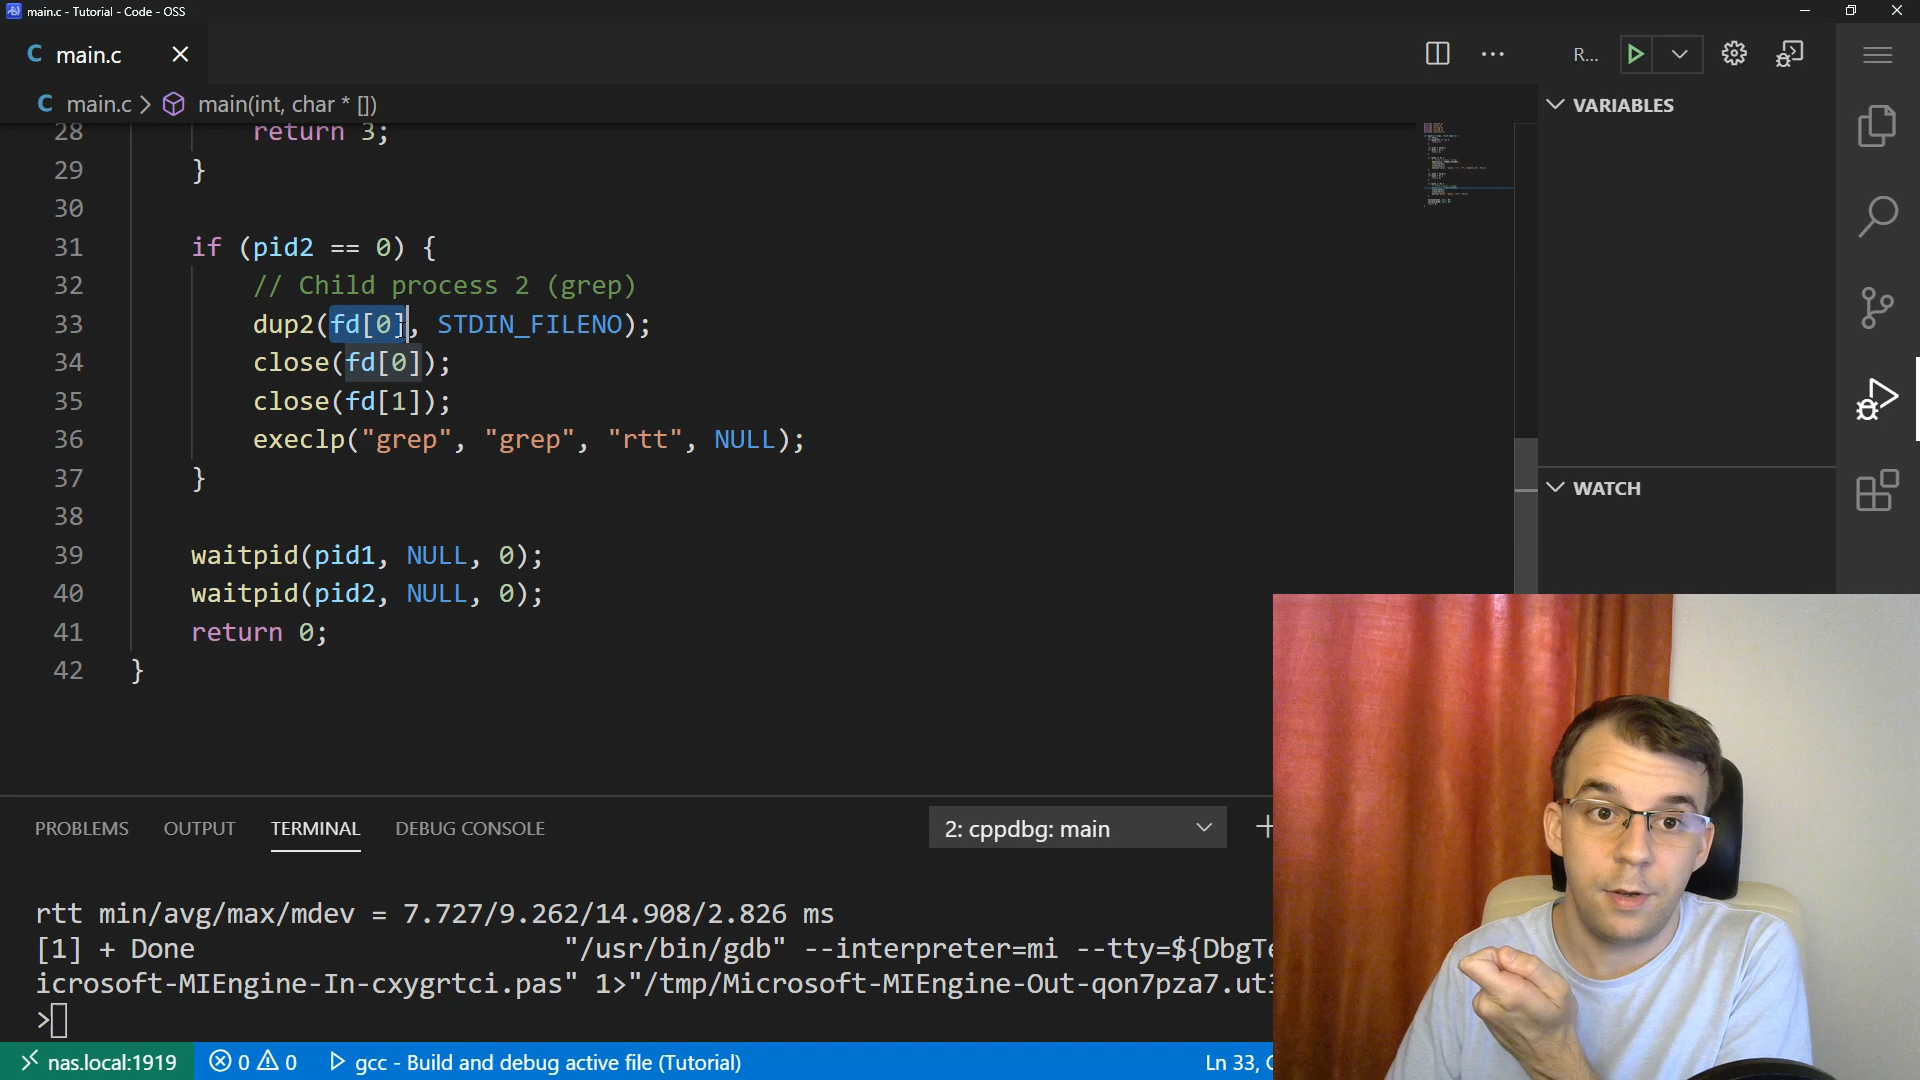 main.c - Tutorial - Code - OSS
C main.c
R...
C main.c > main(int, char * [])
VARIABLES
28 return 3;
29 }
30
31 if (pid2 == 0) {
32 // Child process 2 (grep)
33 dup2(fd[0], STDIN_FILENO);
34 close(fd[0]);
35 close(fd[1]);
36 execlp("grep", "grep", "rtt", NULL);
37 }
38
39 waitpid(pid1, NULL, 0);
40 waitpid(pid2, NULL, 0);
41 return 0;
42 }
WATCH
PROBLEMS OUTPUT TERMINAL DEBUG CONSOLE
2: cppdbg: main
rtt min/avg/max/mdev = 7.727/9.262/14.908/2.826 ms
[1] + Done "/usr/bin/gdb" --interpreter=mi --tty=${DbgTe
icrosoft-MIEngine-In-cxygrtci.pas" 1>"/tmp/Microsoft-MIEngine-Out-qon7pza7.ut
>
nas.local:1919 0 0 gcc - Build and debug active file (Tutorial) Ln 33,